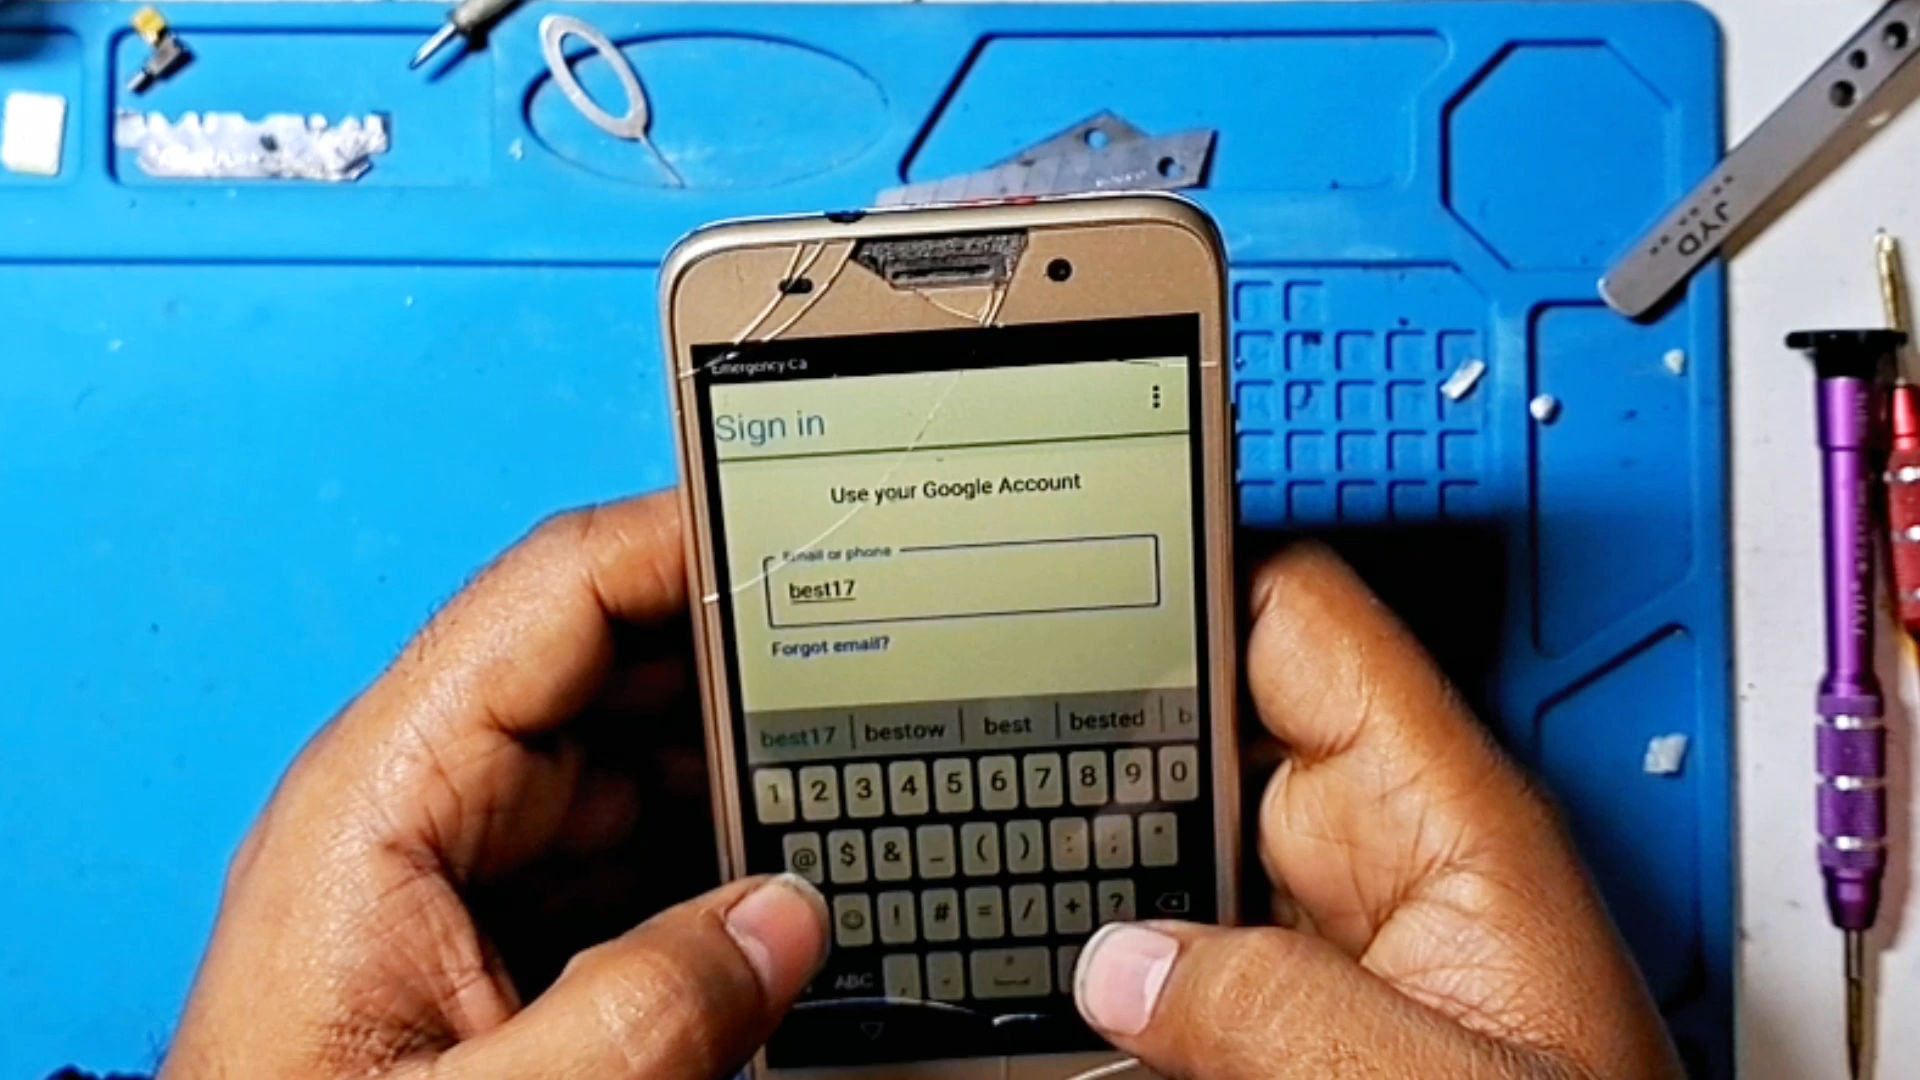 Emergency Ca
Sign in
Use your Google Account
Email or phone
best17
Forgot email?
best17 bestow best bested b
1 2 3 4 5 6 7 8 9 0
@ $ & _ ( ) : ; "
! # = / + ?
ABC , .
JYD